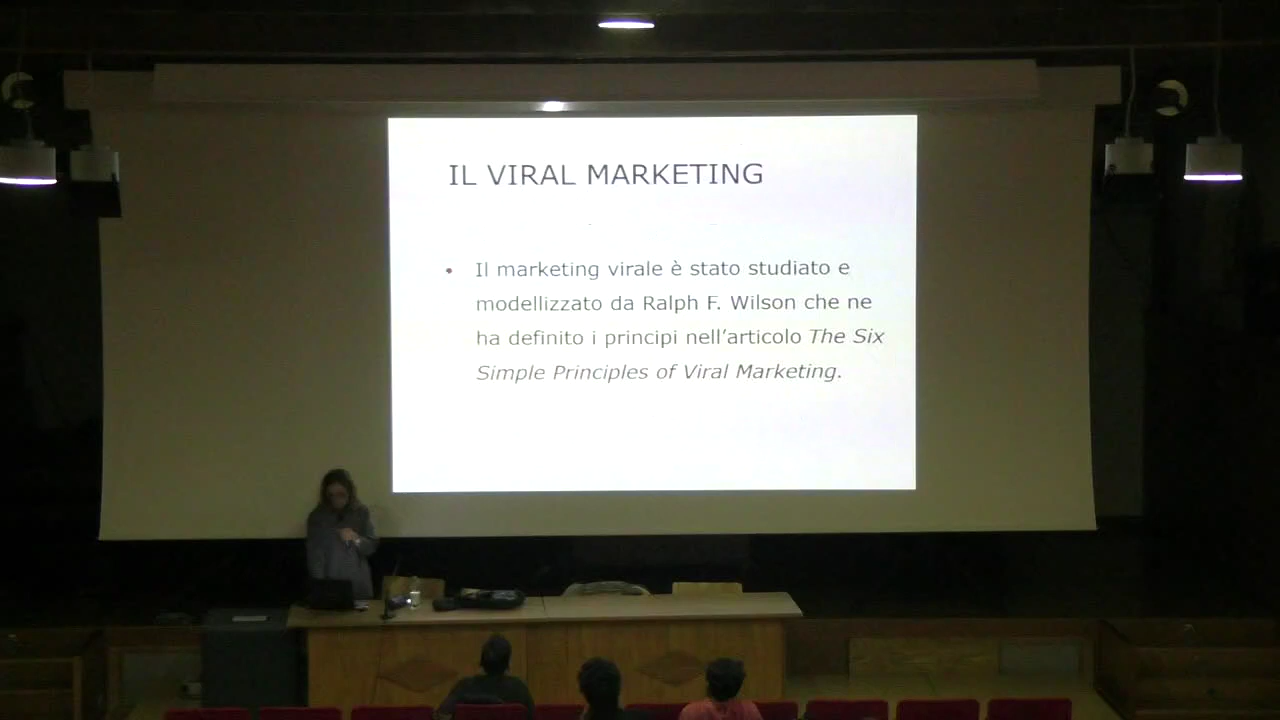 IL VIRAL MARKETING
• Il marketing virale è stato studiato e
modellizzato da Ralph F. Wilson che ne
ha definito i principi nell'articolo The Six
Simple Principles of Viral Marketing.